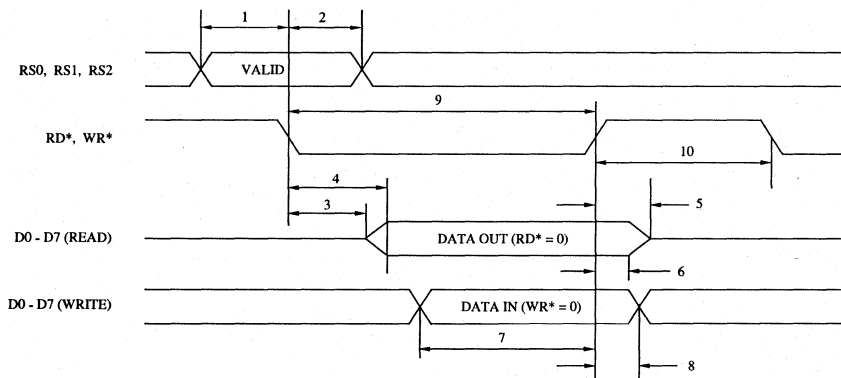 1 2
RS0, RS1, RS2 VALID
9
RD*, WR*
10
4
3 5
D0 - D7 (READ) DATA OUT (RD* = 0)
6
D0 - D7 (WRITE) DATA IN (WR* = 0)
7
8